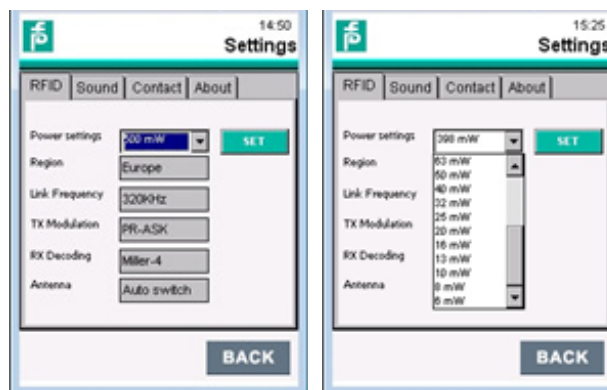 14:50
Settings
RFID Sound Contact About
Power settings 500 mW SET
Region Europe
Link Frequency 320KHz
TX Modulation PR-ASK
RX Decoding Miller-4
Antenna Auto switch
BACK
15:25
Settings
RFID Sound Contact About
Power settings 398 mW SET
Region
Link Frequency
TX Modulation
RX Decoding
Antenna
63 mW
50 mW
40 mW
32 mW
25 mW
20 mW
16 mW
13 mW
10 mW
8 mW
6 mW
BACK